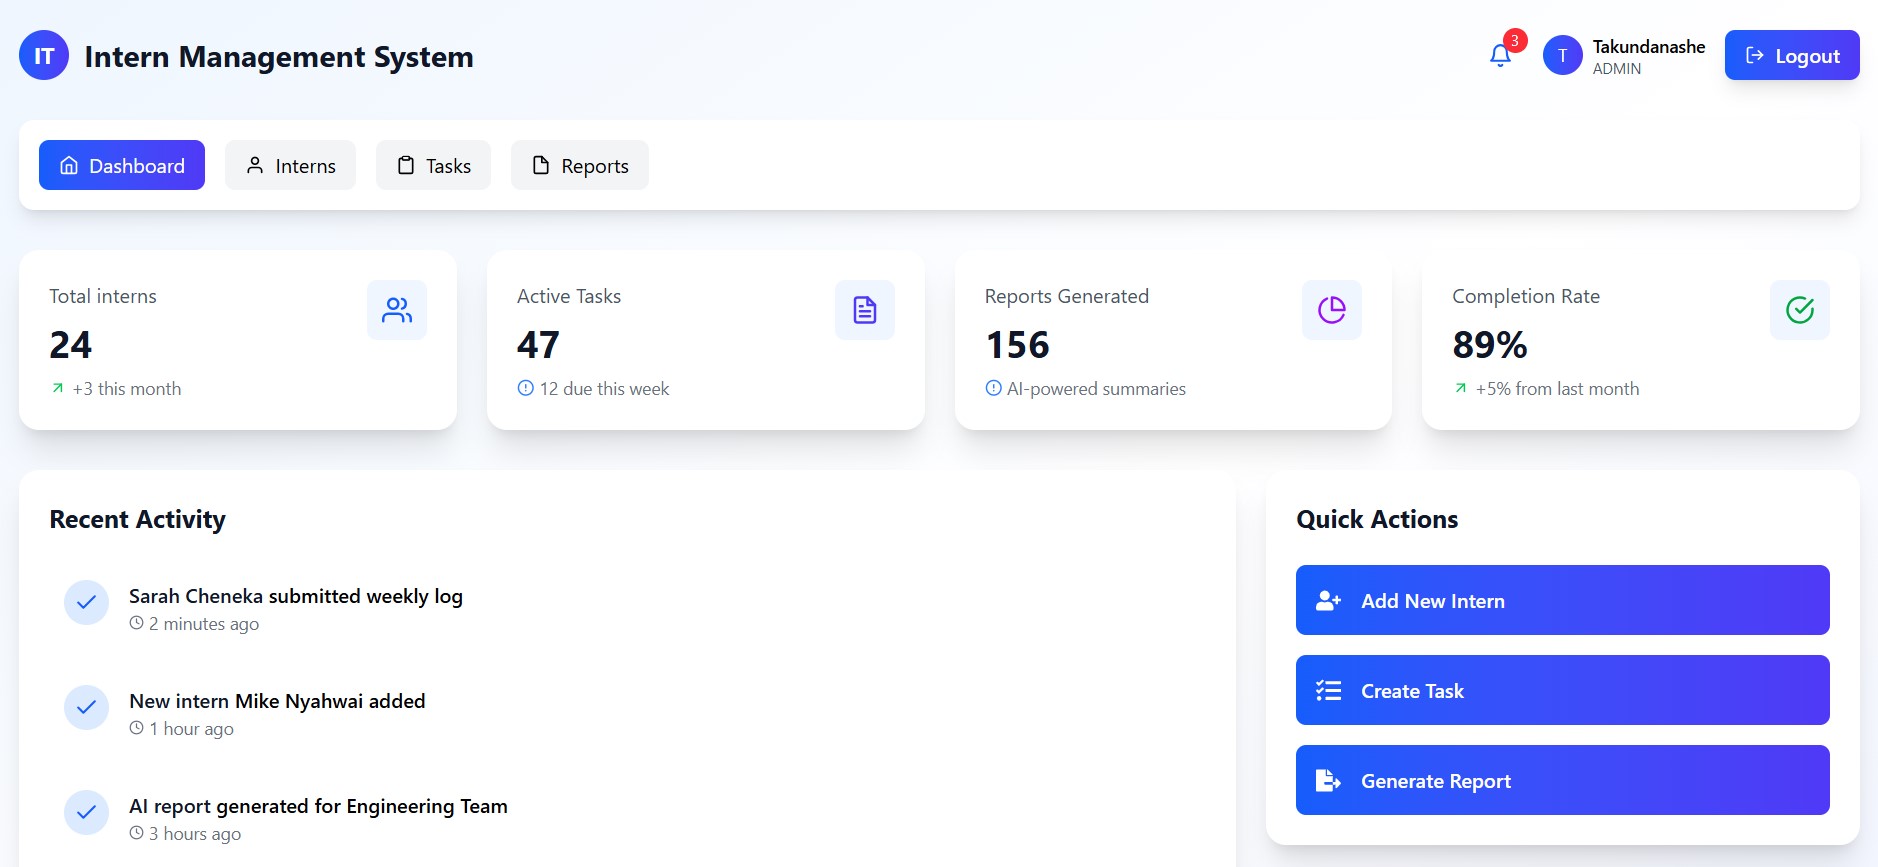 IT
Intern Management System
3
T
Takundanashe
ADMIN
Logout
Dashboard
Interns
Tasks
Reports
Total interns
24
+3 this month
Active Tasks
47
12 due this week
Reports Generated
156
AI-powered summaries
Completion Rate
89%
+5% from last month
Recent Activity
Sarah Cheneka submitted weekly log
2 minutes ago
New intern Mike Nyahwai added
1 hour ago
AI report generated for Engineering Team
3 hours ago
Quick Actions
Add New Intern
Create Task
Generate Report